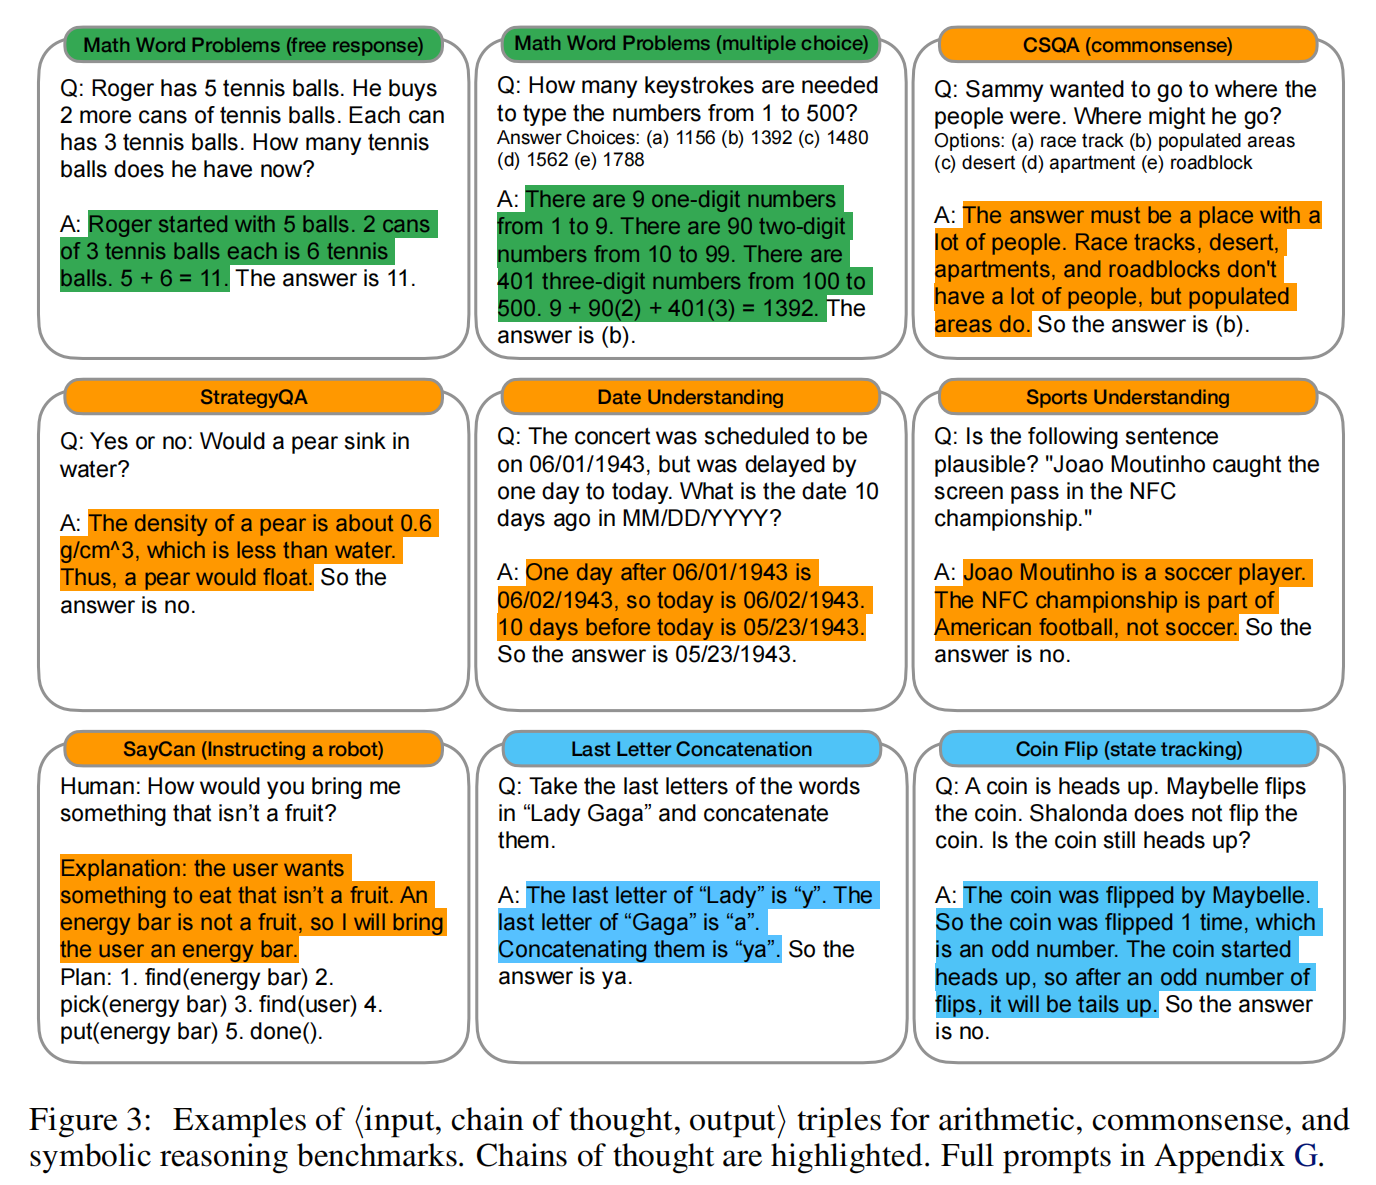 Math Word Problems (free response)
Q: Roger has 5 tennis balls. He buys
2 more cans of tennis balls. Each can
has 3 tennis balls. How many tennis
balls does he have now?
A: Roger started with 5 balls. 2 cans
of 3 tennis balls each is 6 tennis
balls. 5 + 6 = 11. The answer is 11.
Math Word Problems (multiple choice)
Q: How many keystrokes are needed
to type the numbers from 1 to 500?
Answer Choices: (a) 1156 (b) 1392 (c) 1480
(d) 1562 (e) 1788
A: There are 9 one-digit numbers
from 1 to 9. There are 90 two-digit
numbers from 10 to 99. There are
401 three-digit numbers from 100 to
500. 9 + 90(2) + 401(3) = 1392. The
answer is (b).
CSQA (commonsense)
Q: Sammy wanted to go to where the
people were. Where might he go?
Options: (a) race track (b) populated areas
(c) desert (d) apartment (e) roadblock
A: The answer must be a place with a
lot of people. Race tracks, desert,
apartments, and roadblocks don't
have a lot of people, but populated
areas do. So the answer is (b).
StrategyQA
Q: Yes or no: Would a pear sink in
water?
A: The density of a pear is about 0.6
g/cm^3, which is less than water.
Thus, a pear would float. So the
answer is no.
Date Understanding
Q: The concert was scheduled to be
on 06/01/1943, but was delayed by
one day to today. What is the date 10
days ago in MM/DD/YYYY?
A: One day after 06/01/1943 is
06/02/1943, so today is 06/02/1943.
10 days before today is 05/23/1943.
So the answer is 05/23/1943.
Sports Understanding
Q: Is the following sentence
plausible? "Joao Moutinho caught the
screen pass in the NFC
championship."
A: Joao Moutinho is a soccer player.
The NFC championship is part of
American football, not soccer. So the
answer is no.
SayCan (Instructing a robot)
Human: How would you bring me
something that isn’t a fruit?
Explanation: the user wants
something to eat that isn’t a fruit. An
energy bar is not a fruit, so I will bring
the user an energy bar.
Plan: 1. find(energy bar) 2.
pick(energy bar) 3. find(user) 4.
put(energy bar) 5. done().
Last Letter Concatenation
Q: Take the last letters of the words
in “Lady Gaga” and concatenate
them.
A: The last letter of “Lady” is “y”. The
last letter of “Gaga” is “a”.
Concatenating them is “ya”. So the
answer is ya.
Coin Flip (state tracking)
Q: A coin is heads up. Maybelle flips
the coin. Shalonda does not flip the
coin. Is the coin still heads up?
A: The coin was flipped by Maybelle.
So the coin was flipped 1 time, which
is an odd number. The coin started
heads up, so after an odd number of
flips, it will be tails up. So the answer
is no.
Figure 3: Examples of ⟨input, chain of thought, output⟩ triples for arithmetic, commonsense, and
symbolic reasoning benchmarks. Chains of thought are highlighted. Full prompts in Appendix G.